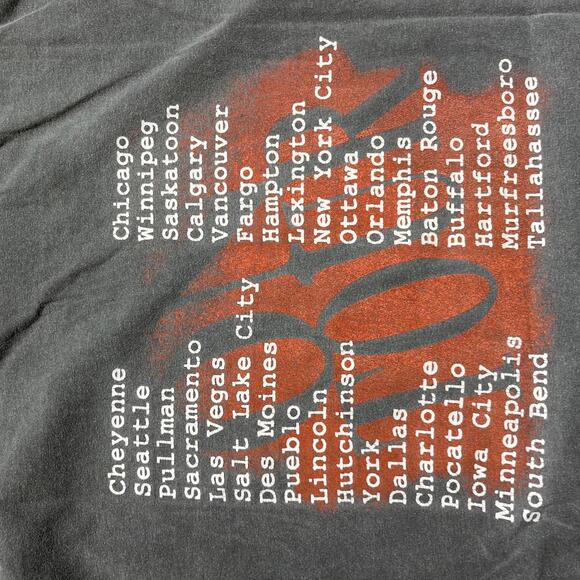 Cheyenne
Seattle
Pullman
Sacramento
Las Vegas
Salt Lake City
Des Moines
Pueblo
Lincoln
Hutchinson
York
Dallas
Charlotte
Pocatello
Iowa City
Minneapolis
South Bend
Chicago
Winnipeg
Saskatoon
Calgary
Vancouver
Fargo
Hampton
Lexington
New York City
Ottawa
Orlando
Memphis
Baton Rouge
Buffalo
Hartford
Murfreesboro
Tallahassee